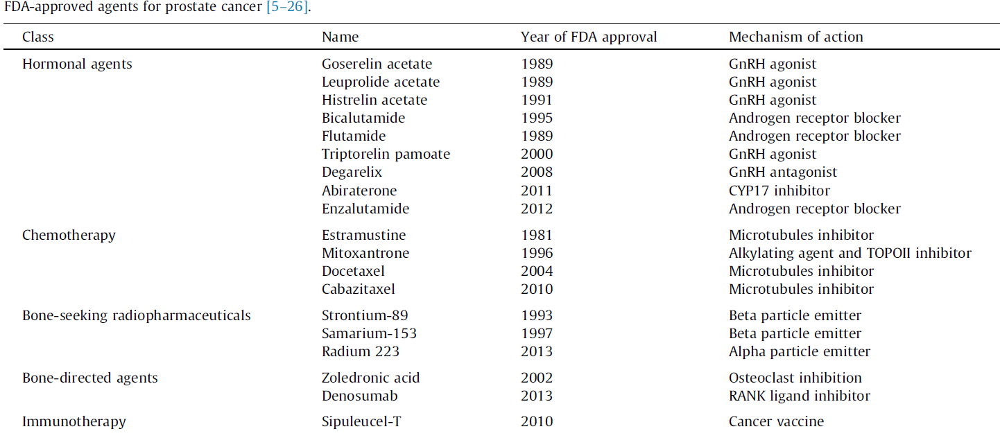 FDA-approved agents for prostate cancer [5–26].
Class Name Year of FDA approval Mechanism of action
Hormonal agents Goserelin acetate 1989 GnRH agonist
Leuprolide acetate 1989 GnRH agonist
Histrelin acetate 1991 GnRH agonist
Bicalutamide 1995 Androgen receptor blocker
Flutamide 1989 Androgen receptor blocker
Triptorelin pamoate 2000 GnRH agonist
Degarelix 2008 GnRH antagonist
Abiraterone 2011 CYP17 inhibitor
Enzalutamide 2012 Androgen receptor blocker
Chemotherapy Estramustine 1981 Microtubules inhibitor
Mitoxantrone 1996 Alkylating agent and TOPOII inhibitor
Docetaxel 2004 Microtubules inhibitor
Cabazitaxel 2010 Microtubules inhibitor
Bone-seeking radiopharmaceuticals Strontium-89 1993 Beta particle emitter
Samarium-153 1997 Beta particle emitter
Radium 223 2013 Alpha particle emitter
Bone-directed agents Zoledronic acid 2002 Osteoclast inhibition
Denosumab 2013 RANK ligand inhibitor
Immunotherapy Sipuleucel-T 2010 Cancer vaccine